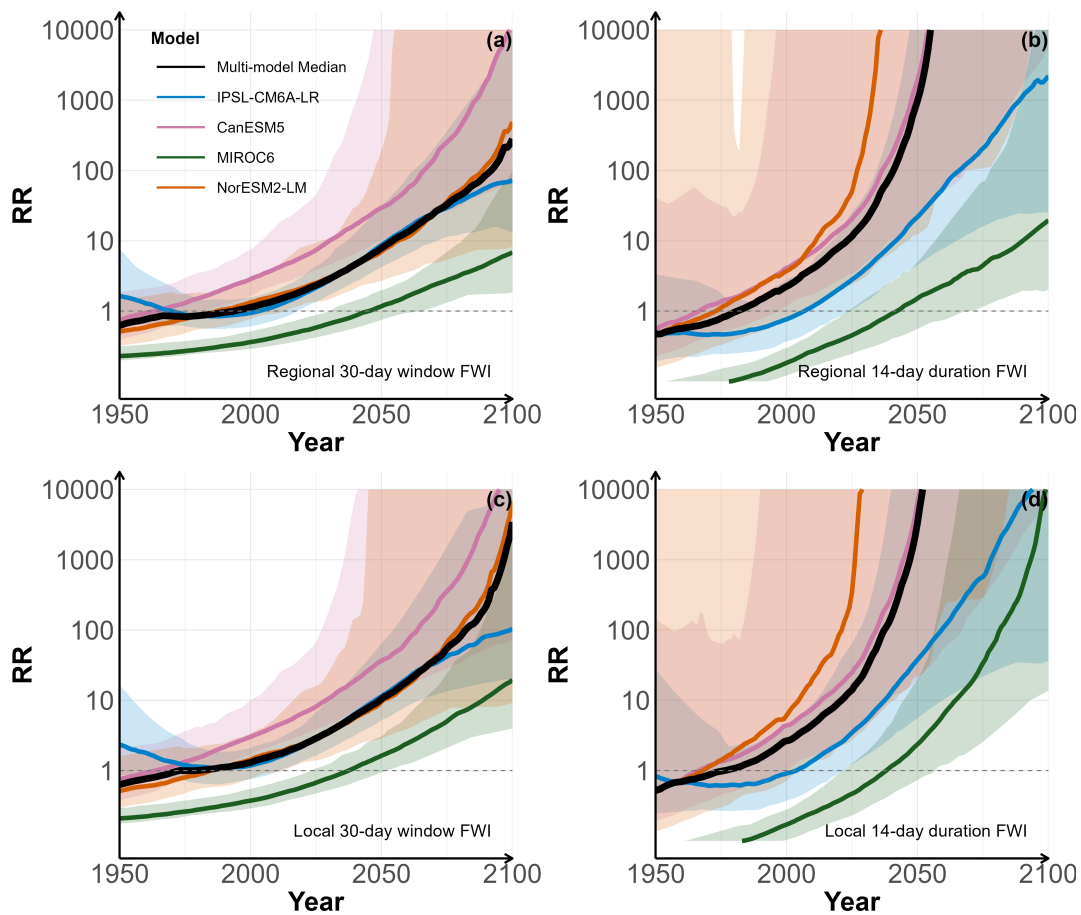 (a)
Model
Multi-model Median
IPSL-CM6A-LR
CanESM5
MIROC6
NorESM2-LM
10000
1000
100
10
1
RR
Regional 30-day window FWI
1950 2000 2050 2100
Year
(b)
10000
1000
100
10
1
RR
Regional 14-day duration FWI
1950 2000 2050 2100
Year
(c)
10000
1000
100
10
1
RR
Local 30-day window FWI
1950 2000 2050 2100
Year
(d)
10000
1000
100
10
1
RR
Local 14-day duration FWI
1950 2000 2050 2100
Year